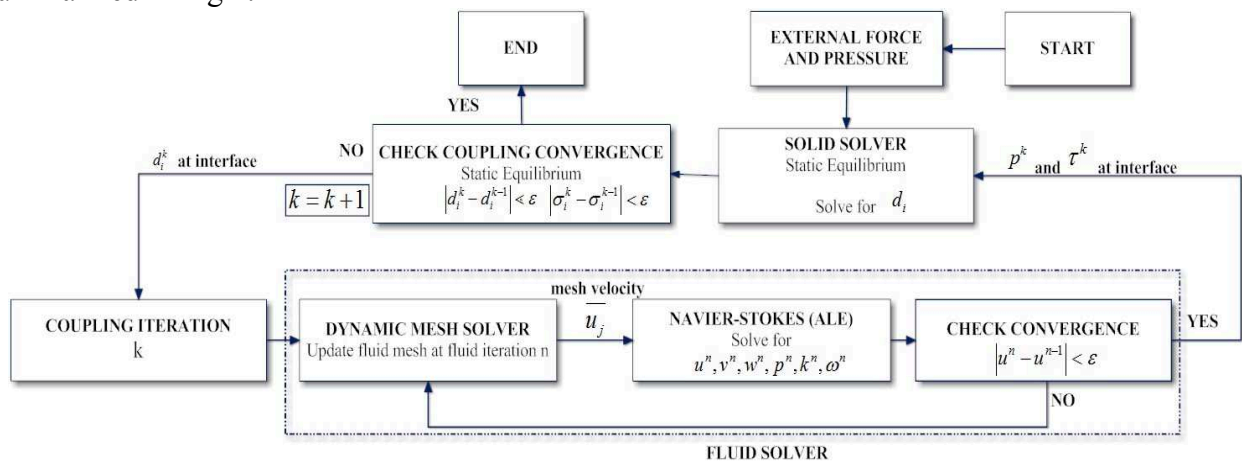 END
EXTERNAL FORCE
AND PRESSURE
START
YES
NO
d_i^k at interface
k = k + 1
CHECK COUPLING CONVERGENCE
Static Equilibrium
|d_i^k − d_i^{k-1}| < ε |σ_i^k − σ_i^{k-1}| < ε
SOLID SOLVER
Static Equilibrium
Solve for d_i
p^k and τ^k at interface
COUPLING ITERATION
k
DYNAMIC MESH SOLVER
Update fluid mesh at fluid iteration n
mesh velocity
\overline{u_j}
NAVIER-STOKES (ALE)
Solve for
u^n, v^n, w^n, p^n, k^n, ω^n
CHECK CONVERGENCE
|u^n − u^{n-1}| < ε
YES
NO
FLUID SOLVER